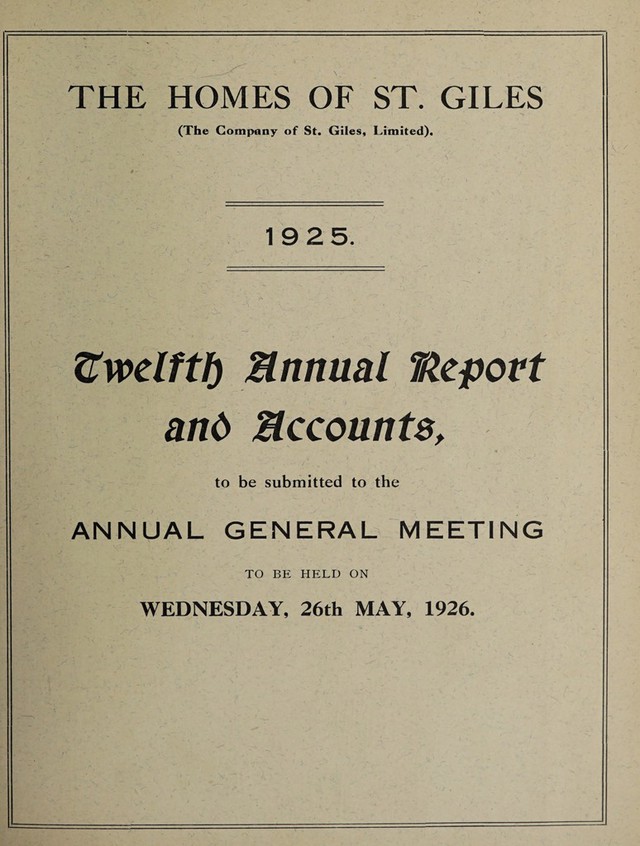 THE HOMES OF ST. GILES
(The Company of St. Giles, Limited).
1925.
Twelfth Annual Report
and Accounts,
to be submitted to the
ANNUAL GENERAL MEETING
TO BE HELD ON
WEDNESDAY, 26th MAY, 1926.